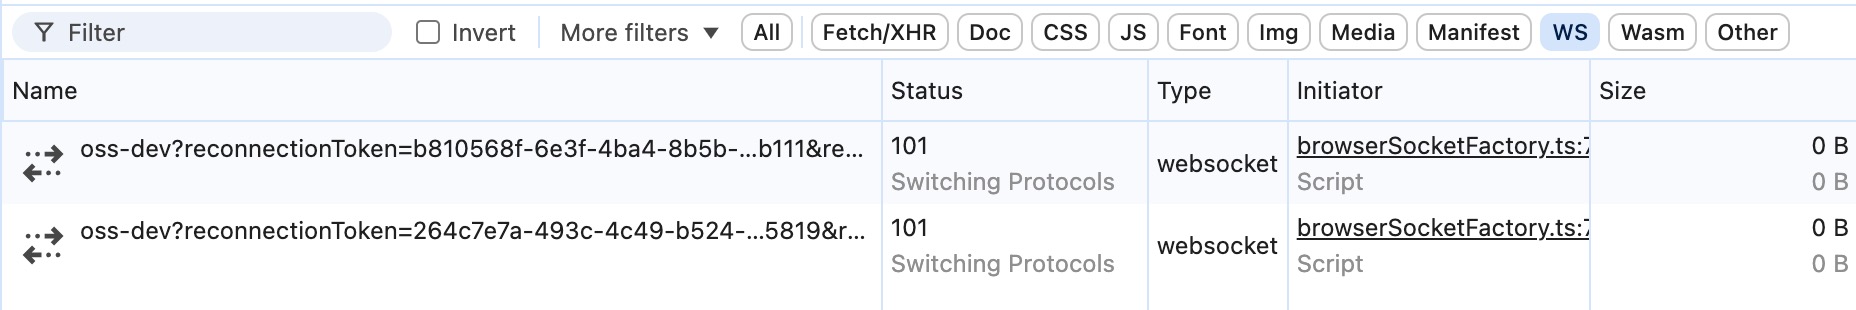 Filter Invert More filters All Fetch/XHR Doc CSS JS Font Img Media Manifest WS Wasm Other
Name Status Type Initiator Size
oss-dev?reconnectionToken=b810568f-6e3f-4ba4-8b5b-...b111&re... 101 websocket browserSocketFactory.ts:7 0 B
Switching Protocols Script 0 B
oss-dev?reconnectionToken=264c7e7a-493c-4c49-b524-...5819&r... 101 websocket browserSocketFactory.ts:7 0 B
Switching Protocols Script 0 B